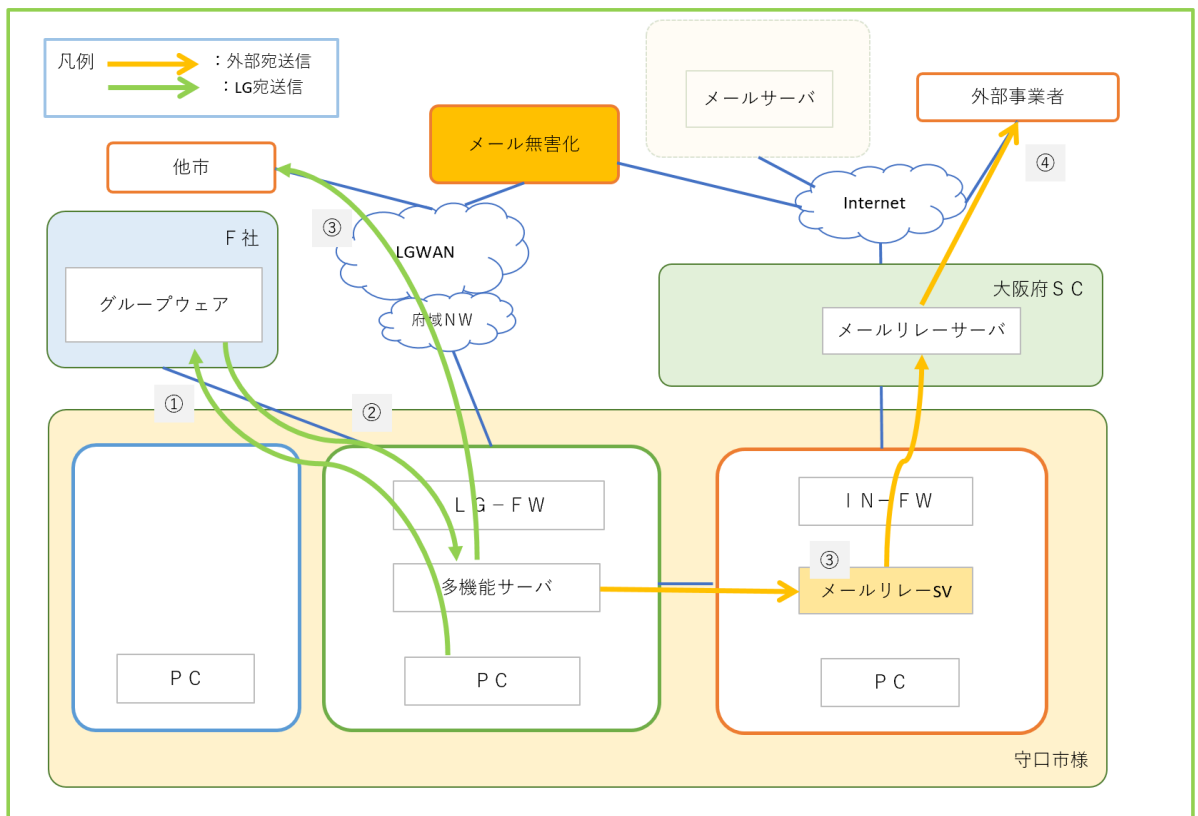 凡例
：外部宛送信
：LG宛送信
メールサーバ
外部事業者
メール無害化
④
他市
Internet
③
F社
LGWAN
グループウェア
府域NW
大阪府ＳＣ
メールリレーサーバ
①
②
ＬＧ－ＦＷ
ＩＮ－ＦＷ
③
多機能サーバ
メールリレーSV
ＰＣ
ＰＣ
ＰＣ
守口市様